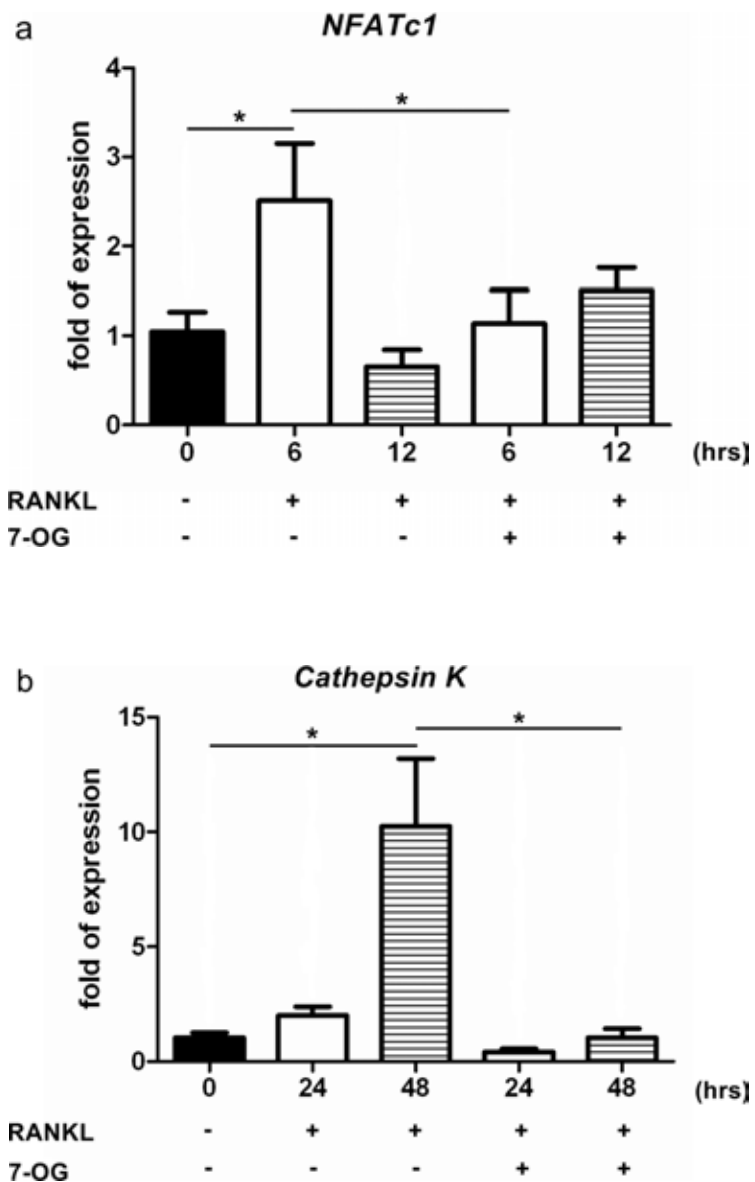 a
NFATc1
fold of expression
4
3
2
1
0
*
*
0 6 12 6 12 (hrs)
RANKL - + + + +
7-OG - - - + +
b
Cathepsin K
fold of expression
15
10
5
0
*
*
0 24 48 24 48 (hrs)
RANKL - + + + +
7-OG - - - + +